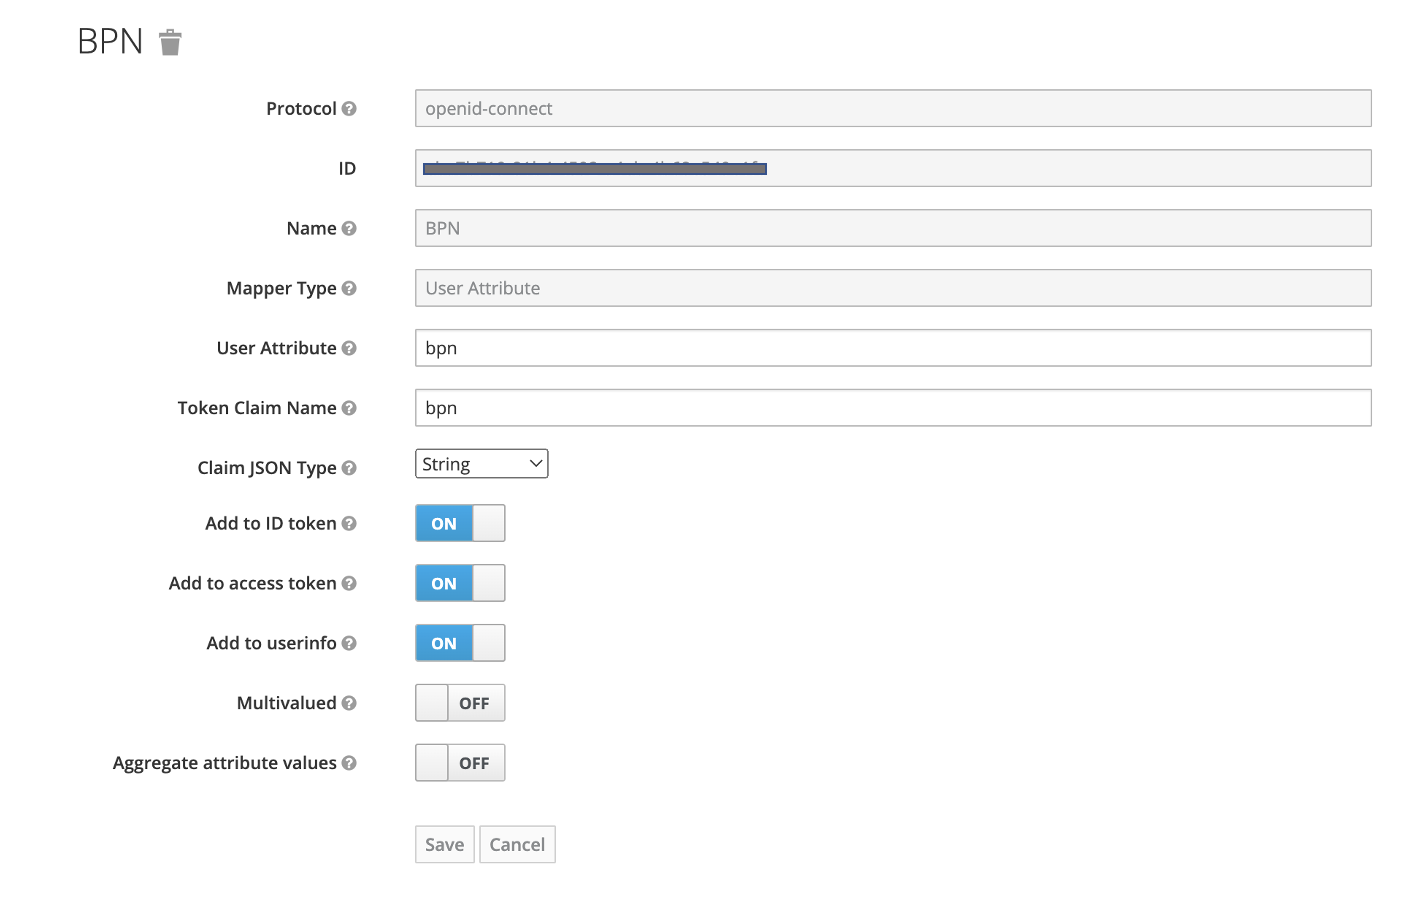 BPN
Protocol openid-connect
ID
Name BPN
Mapper Type User Attribute
User Attribute bpn
Token Claim Name bpn
Claim JSON Type String
Add to ID token ON
Add to access token ON
Add to userinfo ON
Multivalued OFF
Aggregate attribute values OFF
Save Cancel